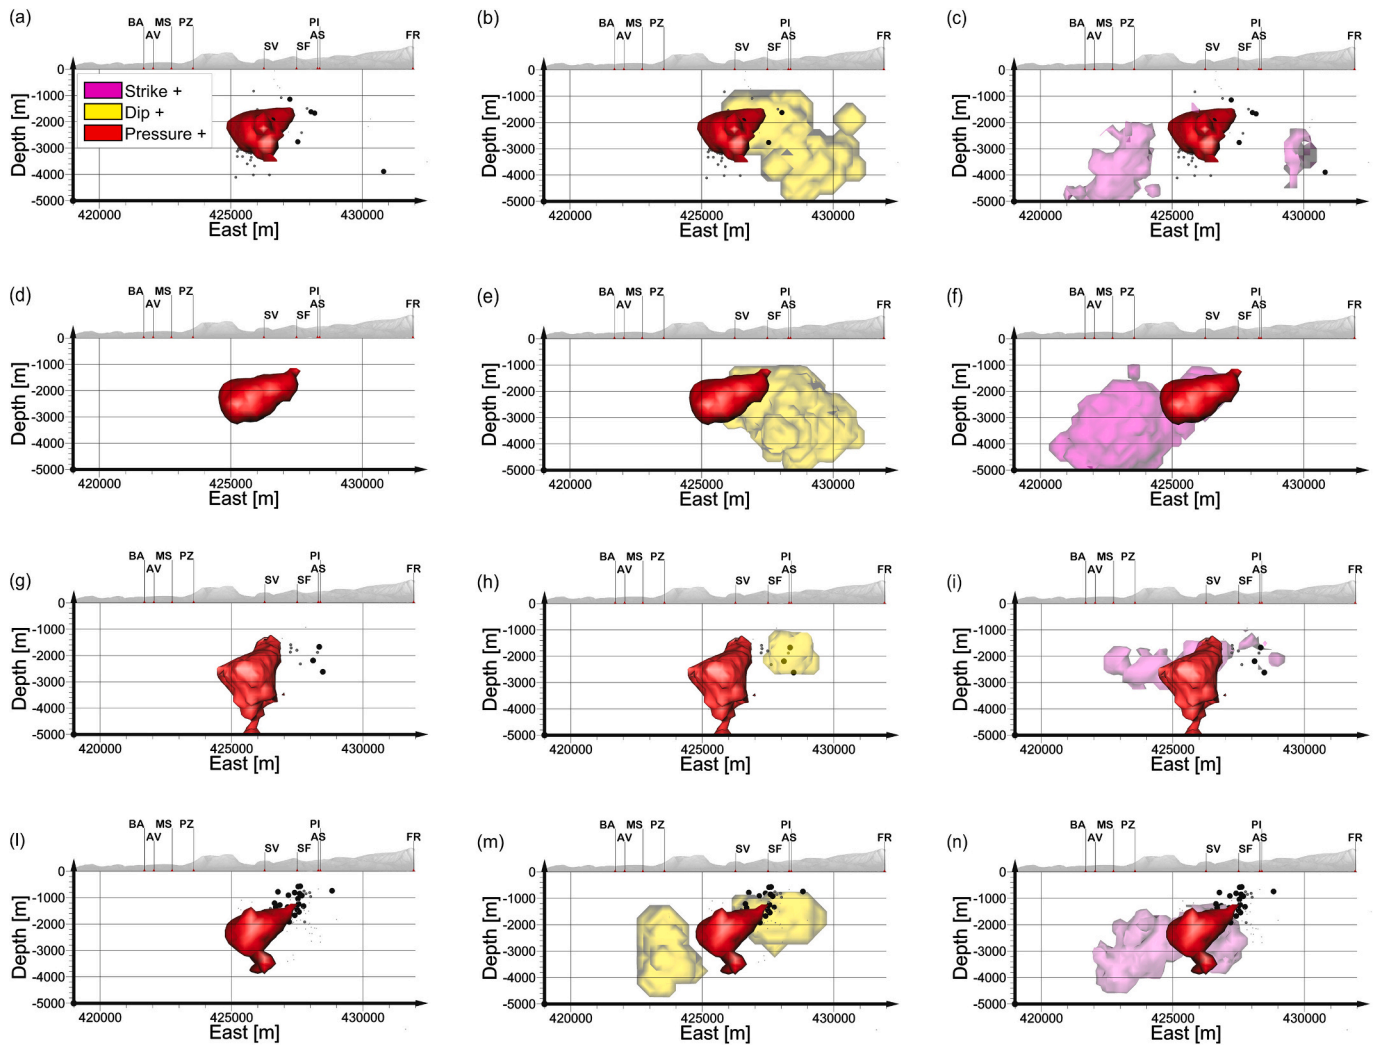 (a) BA MS PZ PI
AV AS FR
SV SF
0
Strike +
-1000
Dip +
-2000
Pressure +
-3000
-4000
-5000
Depth [m]
420000 425000 430000
East [m]
(b) BA MS PZ PI
AV AS FR
SV SF
0
-1000
-2000
-3000
-4000
-5000
Depth [m]
420000 425000 430000
East [m]
(c) BA MS PZ PI
AV AS FR
SV SF
0
-1000
-2000
-3000
-4000
-5000
Depth [m]
420000 425000 430000
East [m]
(d) BA MS PZ PI
AV AS FR
SV SF
0
-1000
-2000
-3000
-4000
-5000
Depth [m]
420000 425000 430000
East [m]
(e) BA MS PZ PI
AV AS FR
SV SF
0
-1000
-2000
-3000
-4000
-5000
Depth [m]
420000 425000 430000
East [m]
(f) BA MS PZ PI
AV AS FR
SV SF
0
-1000
-2000
-3000
-4000
-5000
Depth [m]
420000 425000 430000
East [m]
(g) BA MS PZ PI
AV AS FR
SV SF
0
-1000
-2000
-3000
-4000
-5000
Depth [m]
420000 425000 430000
East [m]
(h) BA MS PZ PI
AV AS FR
SV SF
0
-1000
-2000
-3000
-4000
-5000
Depth [m]
420000 425000 430000
East [m]
(i) BA MS PZ PI
AV AS FR
SV SF
0
-1000
-2000
-3000
-4000
-5000
Depth [m]
420000 425000 430000
East [m]
(l) BA MS PZ PI
AV AS FR
SV SF
0
-1000
-2000
-3000
-4000
-5000
Depth [m]
420000 425000 430000
East [m]
(m) BA MS PZ PI
AV AS FR
SV SF
0
-1000
-2000
-3000
-4000
-5000
Depth [m]
420000 425000 430000
East [m]
(n) BA MS PZ PI
AV AS FR
SV SF
0
-1000
-2000
-3000
-4000
-5000
Depth [m]
420000 425000 430000
East [m]